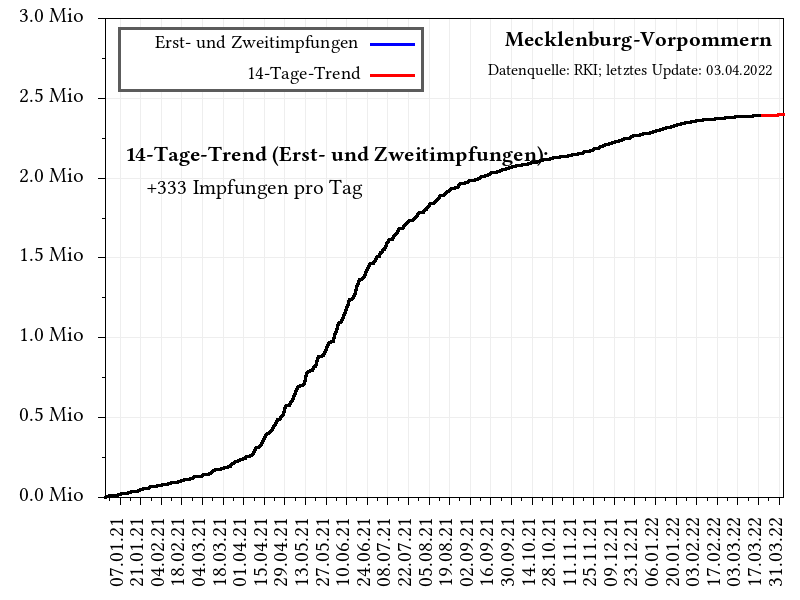 3.0 Mio
2.5 Mio
2.0 Mio
1.5 Mio
1.0 Mio
0.5 Mio
0.0 Mio
Erst- und Zweitimpfungen
14-Tage-Trend
Mecklenburg-Vorpommern
Datenquelle: RKI; letztes Update: 03.04.2022
14-Tage-Trend (Erst- und Zweitimpfungen):
+333 Impfungen pro Tag
07.01.21
21.01.21
04.02.21
18.02.21
04.03.21
18.03.21
01.04.21
15.04.21
29.04.21
13.05.21
27.05.21
10.06.21
24.06.21
08.07.21
22.07.21
05.08.21
19.08.21
02.09.21
16.09.21
30.09.21
14.10.21
28.10.21
11.11.21
25.11.21
09.12.21
23.12.21
06.01.22
20.01.22
03.02.22
17.02.22
03.03.22
17.03.22
31.03.22